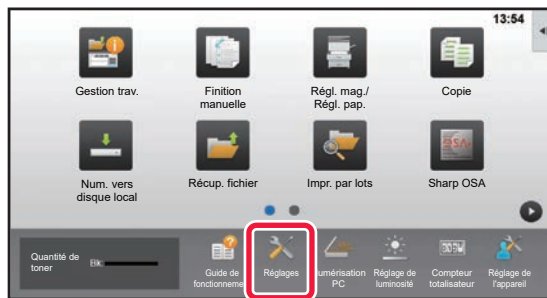 13:54
Gestion trav.
Finition
manuelle
Régl. mag./
Régl. pap.
Copie
OSA
Num. vers
disque local
Récup. fichier
Impr. par lots
Sharp OSA
Quantité de
toner
Bk:
Guide de
fonctionneme
Réglages
umérisation
PC
Réglage de
luminosité
Compteur
totalisateur
Réglage de
l'appareil